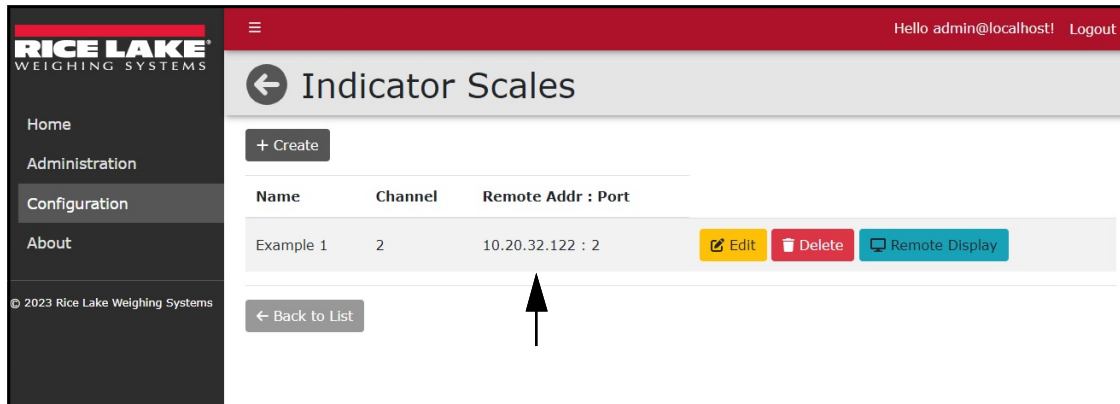 RICE LAKE®
WEIGHING SYSTEMS
Home
Administration
Configuration
About
© 2023 Rice Lake Weighing Systems
Hello admin@localhost! Logout
Indicator Scales
+ Create
Name Channel Remote Addr : Port
Example 1 2 10.20.32.122 : 2 Edit Delete Remote Display
← Back to List